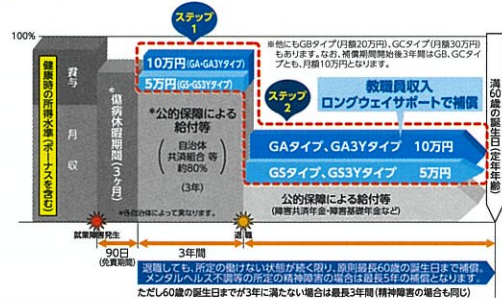 ステップ
1
※他にもGBタイプ(月額20万円)、GCタイプ(月額30万円)
もあります。なお、補償期間開始後3年間はGB、GCタイ
プとも、月額10万円となります。
100%
健康時の所得水準(ボーナスを含む)
賞与
月収
*傷病休暇期間(3ヶ月)
10万円(GA・GA3Yタイプ)
5万円(GS・GS3Yタイプ)
*公的保障による
給付等
(自治体
共済組合 等
約80%
(3年)
ステップ
2
教職員収入
ロングウェイサポートで補償
GAタイプ、GA3Yタイプ 10万円
GSタイプ、GS3Yタイプ 5万円
公的保障による給付等
(障害共済年金・障害基礎年金など)
満60歳の誕生日(定年年齢)
*各自治体によって異なります。
就業障害発生
退職
90日
(免責期間)
3年間
退職しても、所定の働けない状態が続く限り、原則最長60歳の誕生日まで補償。
メンタルヘルス不調等の所定の精神障害の場合は最長5年の補償となります。
ただし60歳の誕生日までが3年に満たない場合は最長3年間(精神障害の場合も同じ)